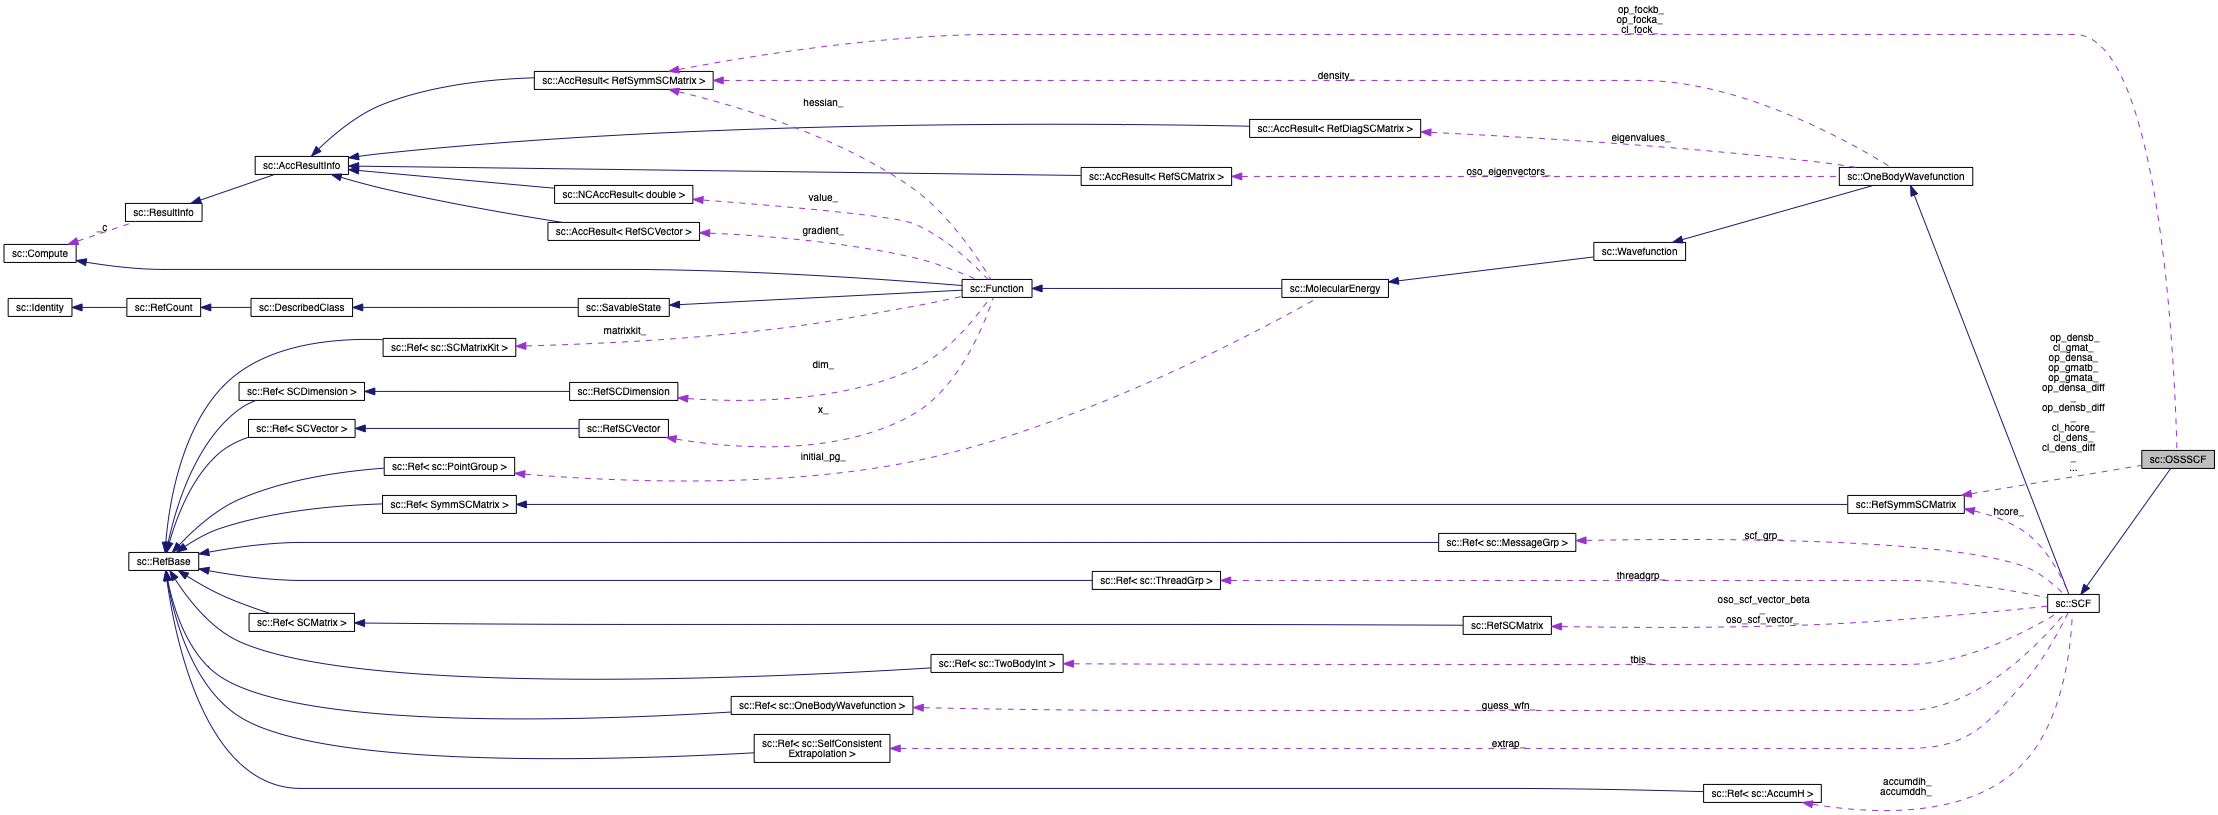 op_fockb_
op_focka_
cl_fock_
sc::AccResult< RefSymmSCMatrix >
density_
hessian_
sc::AccResult< RefDiagSCMatrix >
eigenvalues_
sc::AccResultInfo
sc::AccResult< RefSCMatrix >
oso_eigenvectors_
sc::OneBodyWavefunction
sc::NCAccResult< double >
value_
sc::ResultInfo
_c
sc::AccResult< RefSCVector >
gradient_
sc::Compute
sc::Wavefunction
sc::Function
sc::MolecularEnergy
sc::Identity
sc::RefCount
sc::DescribedClass
sc::SavableState
matrixkit_
sc::Ref< sc::SCMatrixKit >
dim_
sc::Ref< SCDimension >
sc::RefSCDimension
x_
sc::Ref< SCVector >
sc::RefSCVector
initial_pg_
sc::Ref< sc::PointGroup >
op_densb_
cl_gmat_
op_densa_
op_gmatb_
op_gmata_
op_densa_diff
_
op_densb_diff
_
cl_hcore_
cl_dens_
cl_dens_diff
_
...
sc::OSSSCF
sc::Ref< SymmSCMatrix >
sc::RefSymmSCMatrix
hcore_
sc::Ref< sc::MessageGrp >
scf_grp_
sc::RefBase
sc::Ref< sc::ThreadGrp >
threadgrp_
sc::SCF
oso_scf_vector_beta
_
oso_scf_vector_
sc::Ref< SCMatrix >
sc::RefSCMatrix
sc::Ref< sc::TwoBodyInt >
tbis_
sc::Ref< sc::OneBodyWavefunction >
guess_wfn_
sc::Ref< sc::SelfConsistent
Extrapolation >
extrap_
accumdih_
accumddh_
sc::Ref< sc::AccumH >